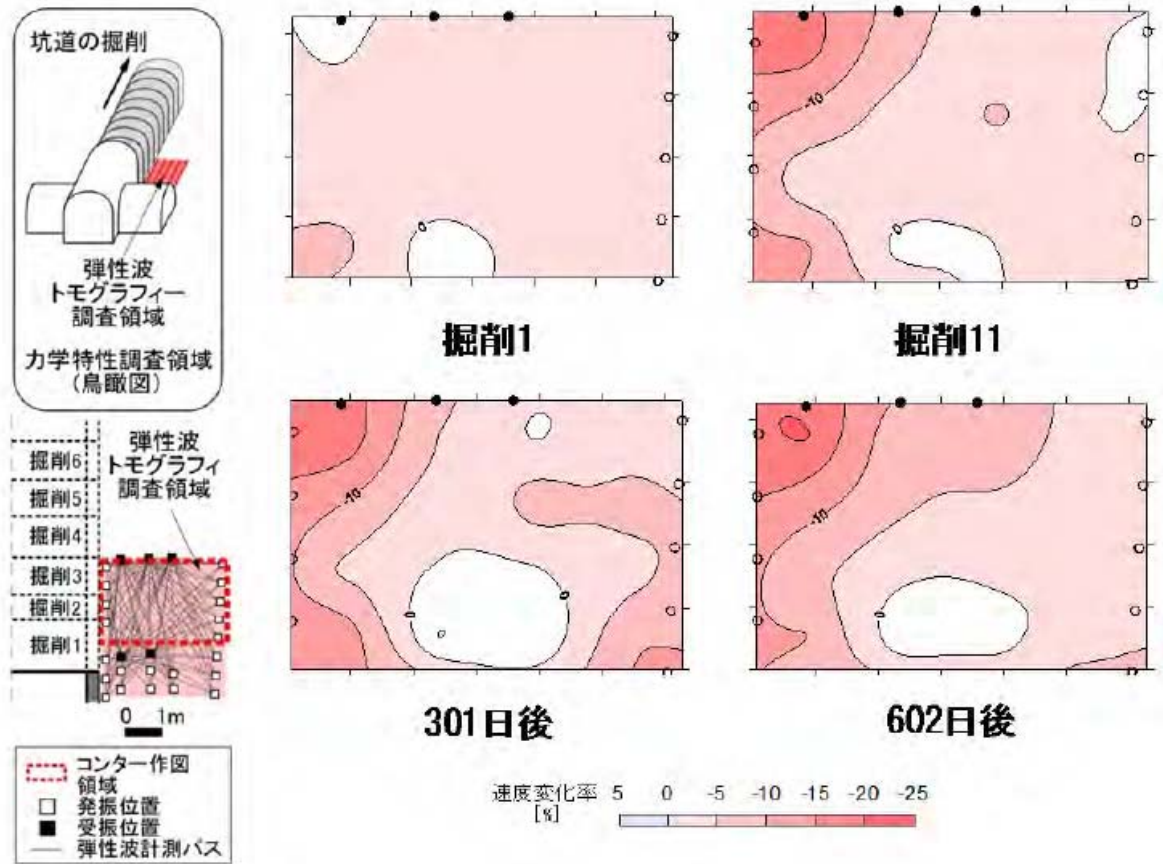 坑道の掘削
弾性波
トモグラフィー
調査領域
力学特性調査領域
(鳥瞰図)
弾性波
トモグラフィ
調査領域
掘削6
掘削5
掘削4
掘削3
掘削2
掘削1
0 1m
コンター作図
領域
発振位置
受振位置
弾性波計測パス
0
掘削1
-10
0
掘削11
-10
0
0
0
301日後
-10
0
602日後
速度変化率 5 0 -5 -10 -15 -20 -25
[%]